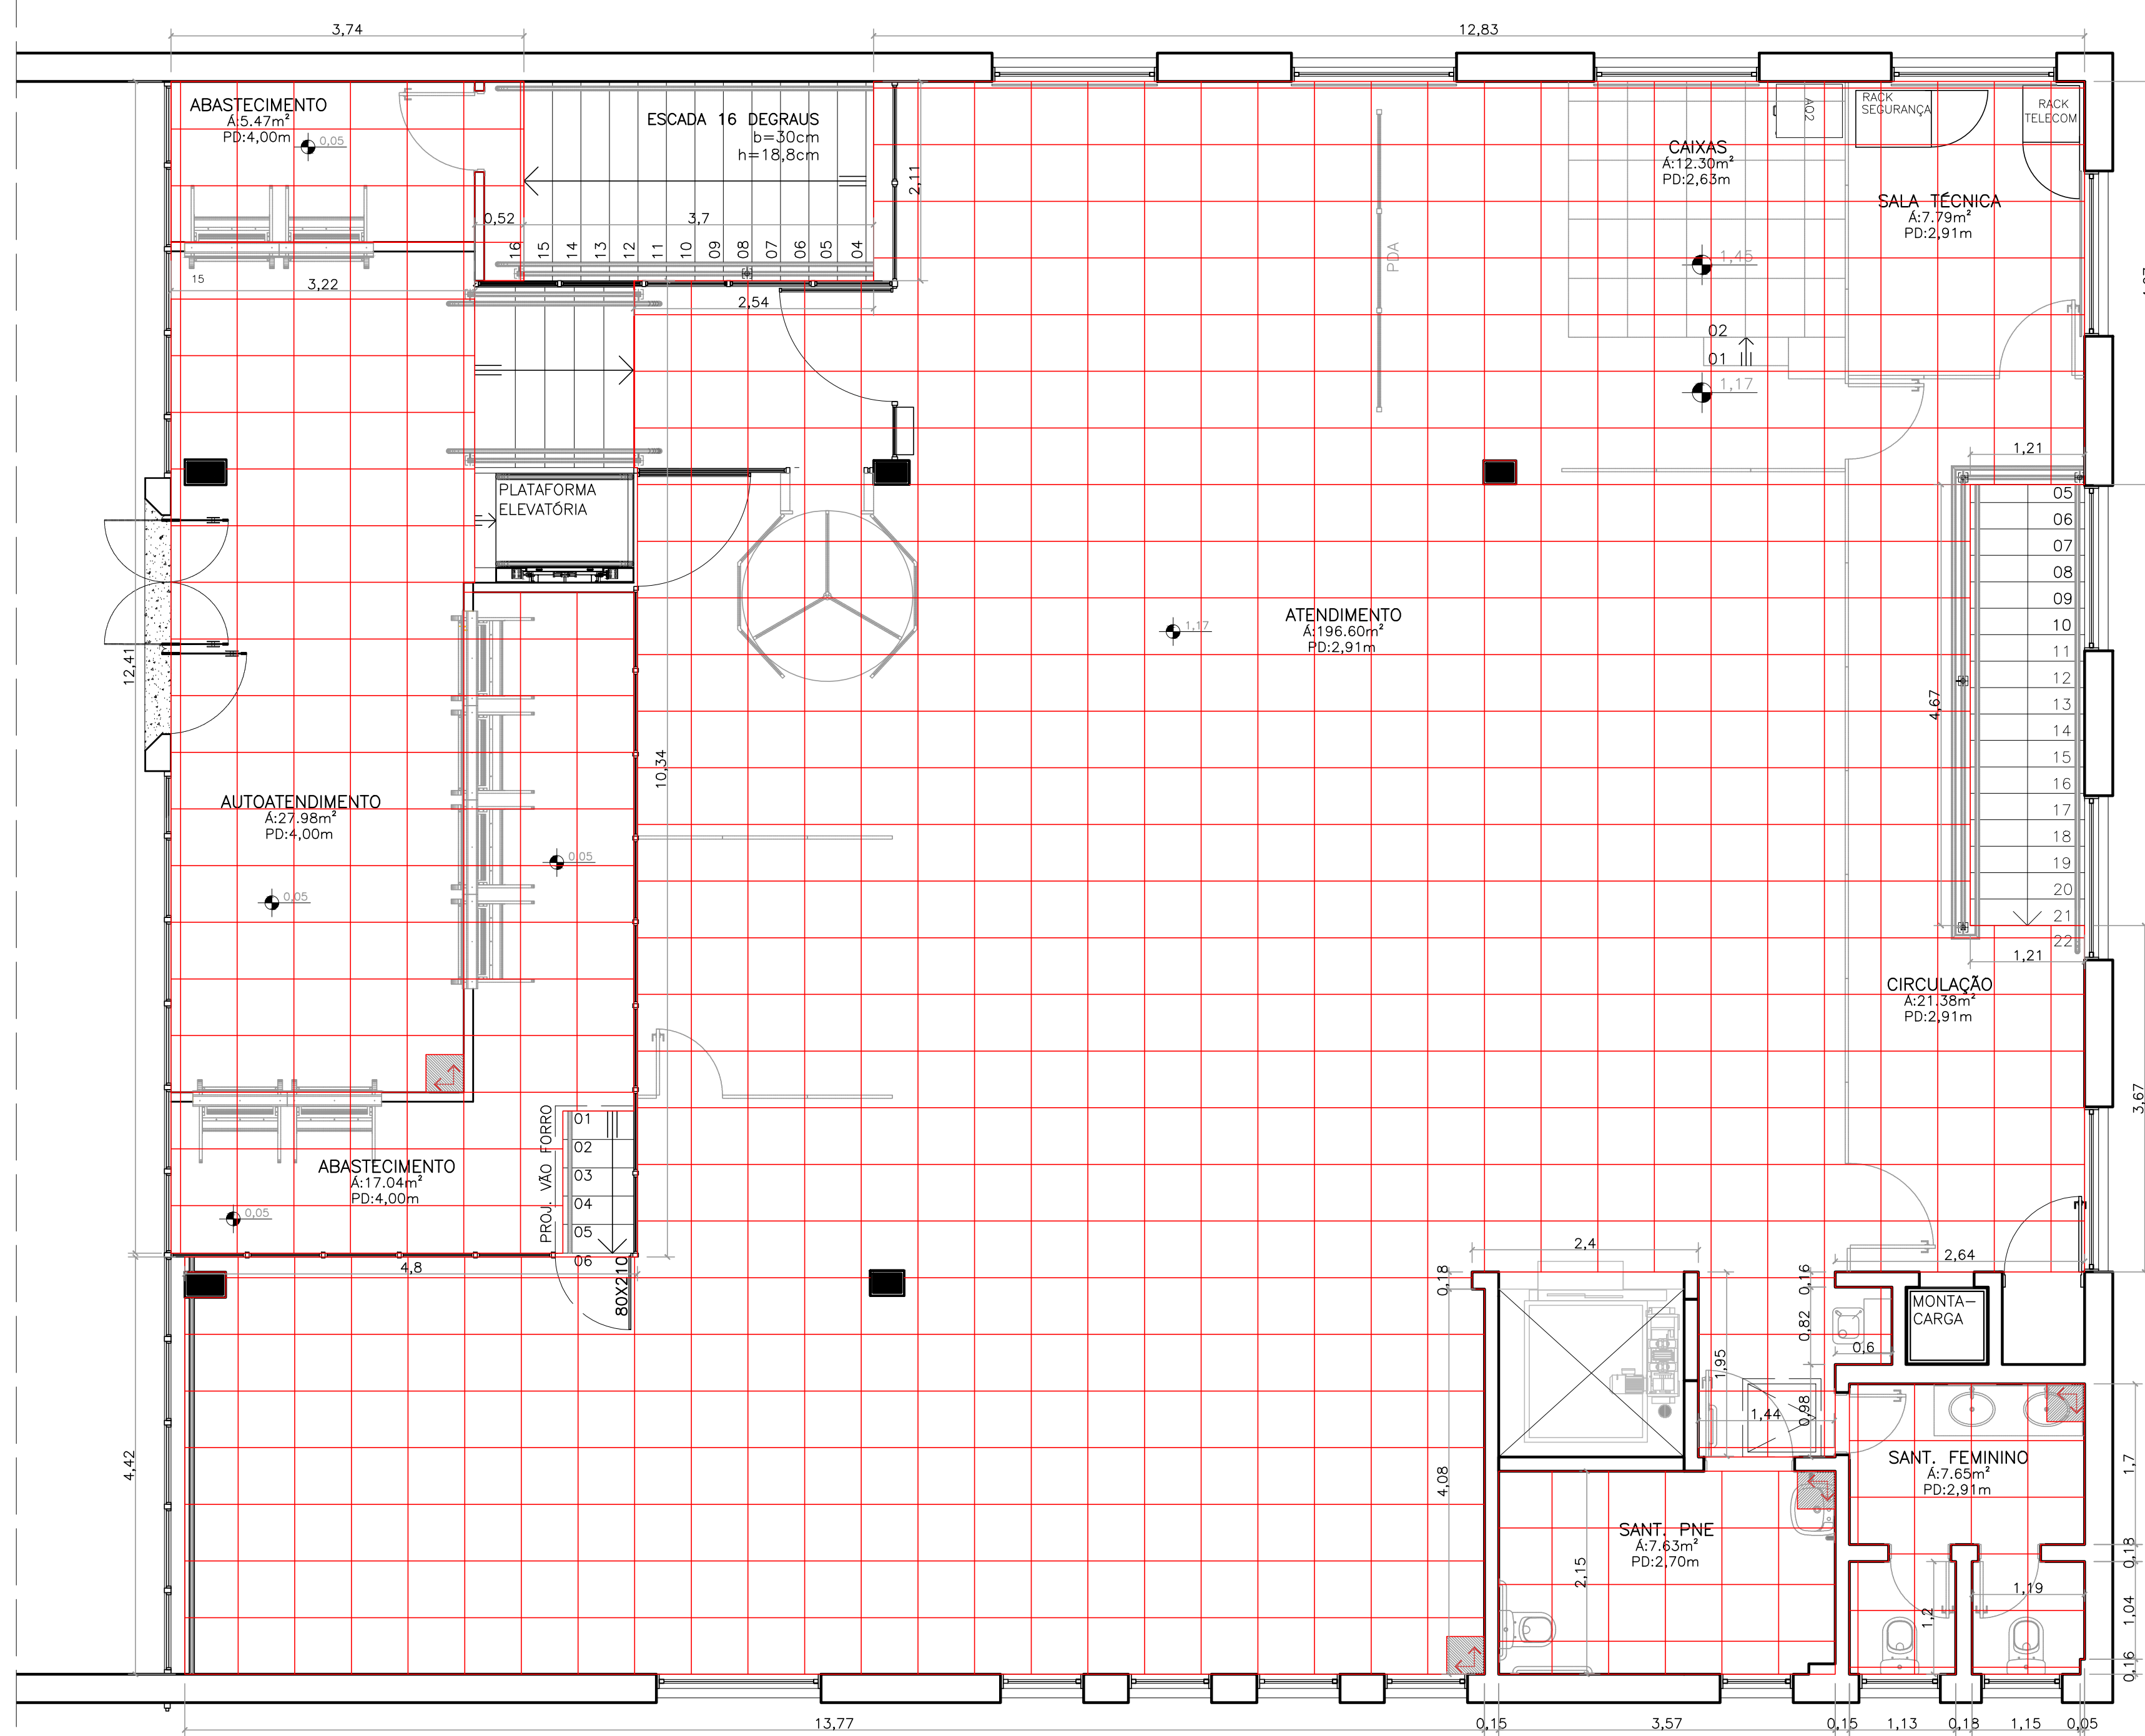 3,74
12,83
ABASTECIMENTO
Á:5.47m²
PD:4,00m
0,05
ESCADA 16 DEGRAUS
b=30cm
h=18,8cm
2,11
0,52
3,7
16
15
14
13
12
11
10
09
08
07
06
05
04
15
3,22
2,54
PDA
CAIXAS
Á:12.30m²
PD:2,63m
AQ2
RACK
SEGURANÇA
RACK
TELECOM
SALA TÉCNICA
Á:7.79m²
PD:2,91m
1,45
02
01
1,17
1,21
PLATAFORMA
ELEVATÓRIA
05
06
07
08
09
10
11
12
13
14
15
16
17
18
19
20
21
22
4,67
1,21
ATENDIMENTO
Á:196.60m²
PD:2,91m
1,17
12,41
10,34
AUTOATENDIMENTO
Á:27.98m²
PD:4,00m
0,05
0,05
CIRCULAÇÃO
Á:21.38m²
PD:2,91m
3,67
ABASTECIMENTO
Á:17.04m²
PD:4,00m
0,05
PROJ. VÃO FORRO
01
02
03
04
05
06
80X210
4,8
4,42
2,4
0,18
2,64
0,16
0,82
0,6
MONTA-
CARGA
1,95
1,44
0,98
4,08
SANT. FEMININO
Á:7.65m²
PD:2,91m
1,7
SANT. PNE
Á:7.63m²
PD:2,70m
2,15
0,18
1,19
1,2
1,04
0,16
13,77
0,15
3,57
0,15
1,13
0,18
1,15
0,05